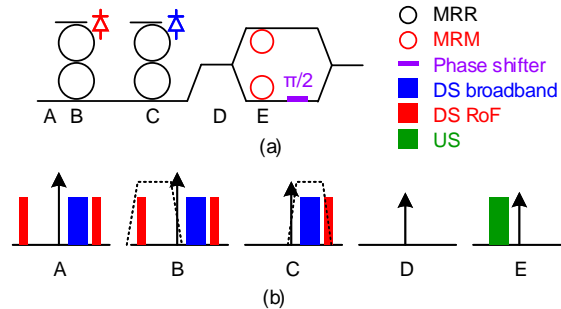 MRR
MRM
Phase shifter
DS broadband
DS RoF
US
π/2
A B C D E
(a)
A B C D E
(b)